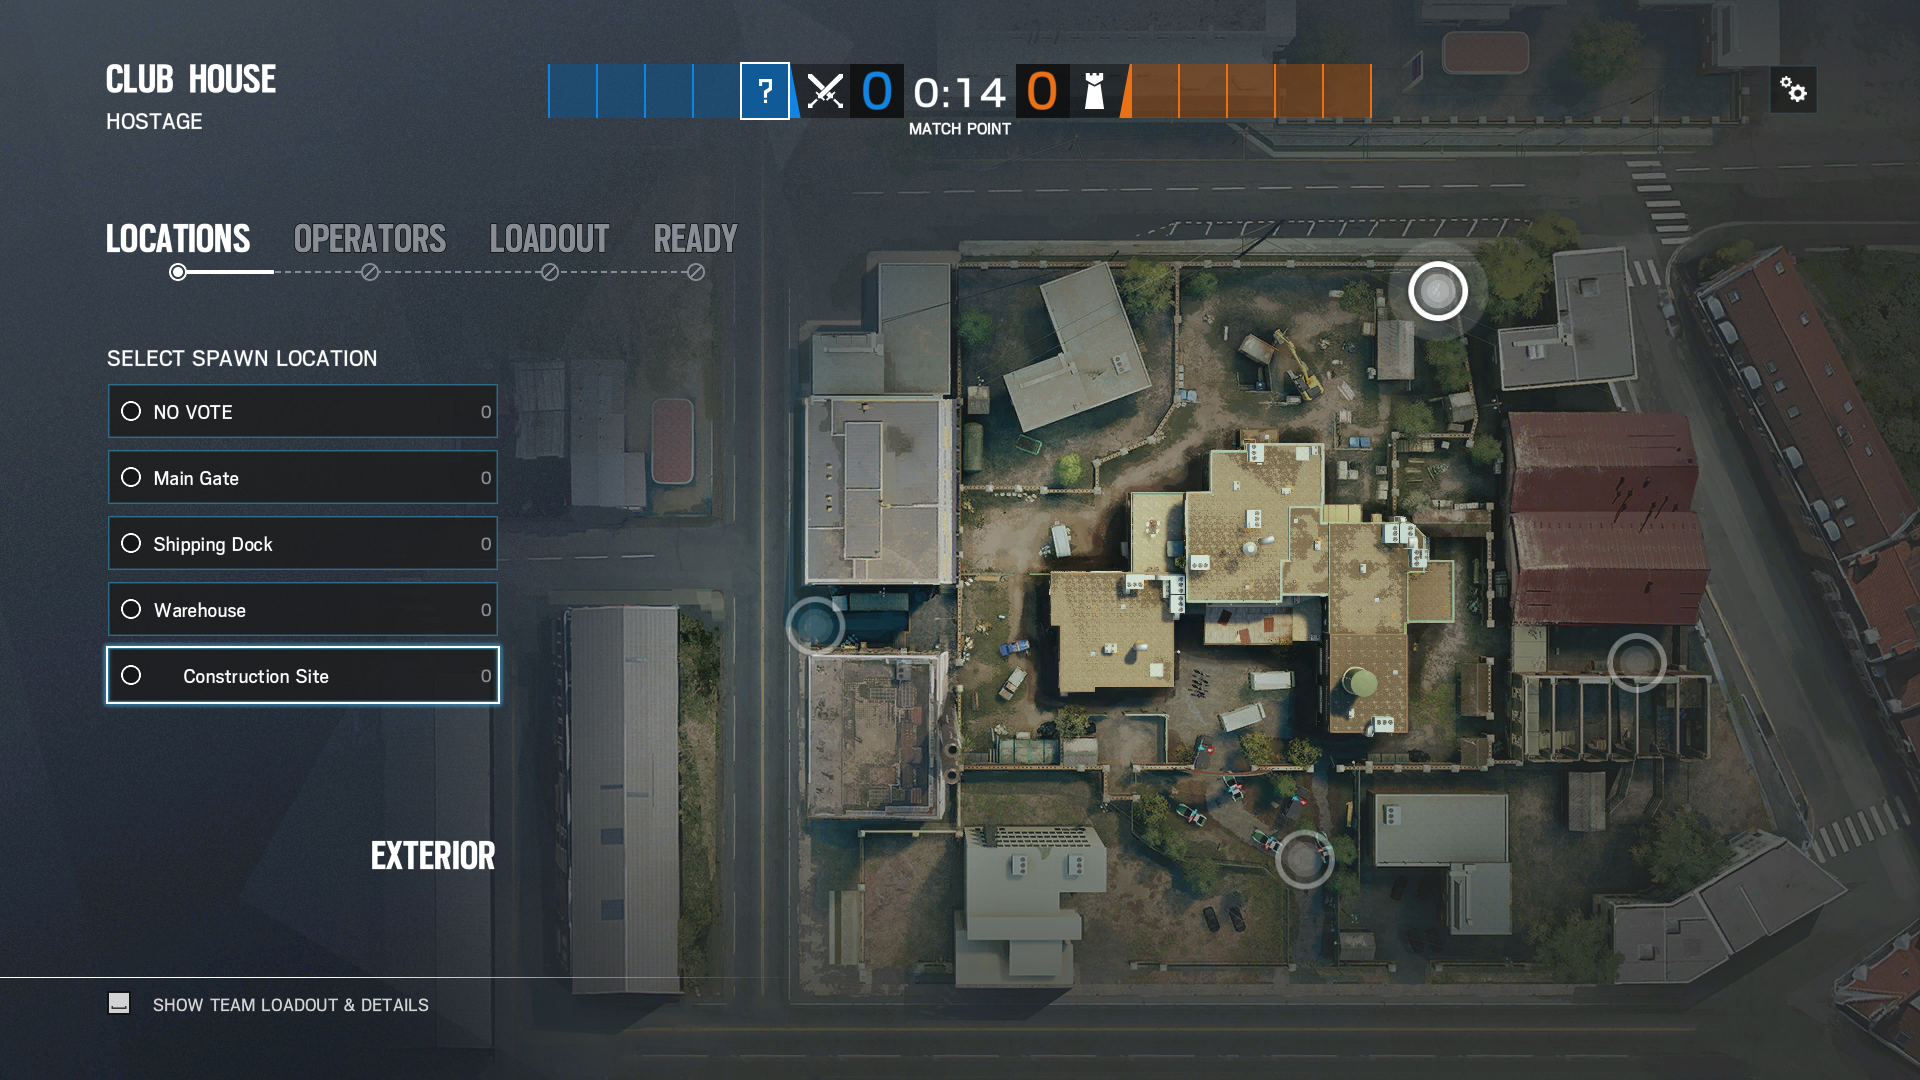 CLUB HOUSE
HOSTAGE
?
0
0:14
0
MATCH POINT
LOCATIONS
OPERATORS
LOADOUT
READY
SELECT SPAWN LOCATION
NO VOTE 0
Main Gate 0
Shipping Dock 0
Warehouse 0
Construction Site 0
EXTERIOR
SHOW TEAM LOADOUT & DETAILS